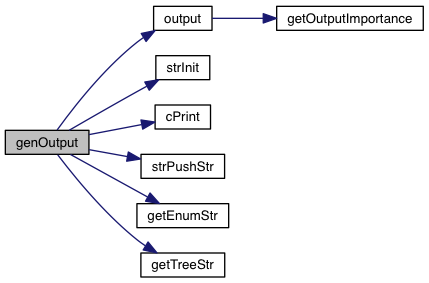 output
getOutputImportance
strInit
cPrint
genOutput
strPushStr
getEnumStr
getTreeStr